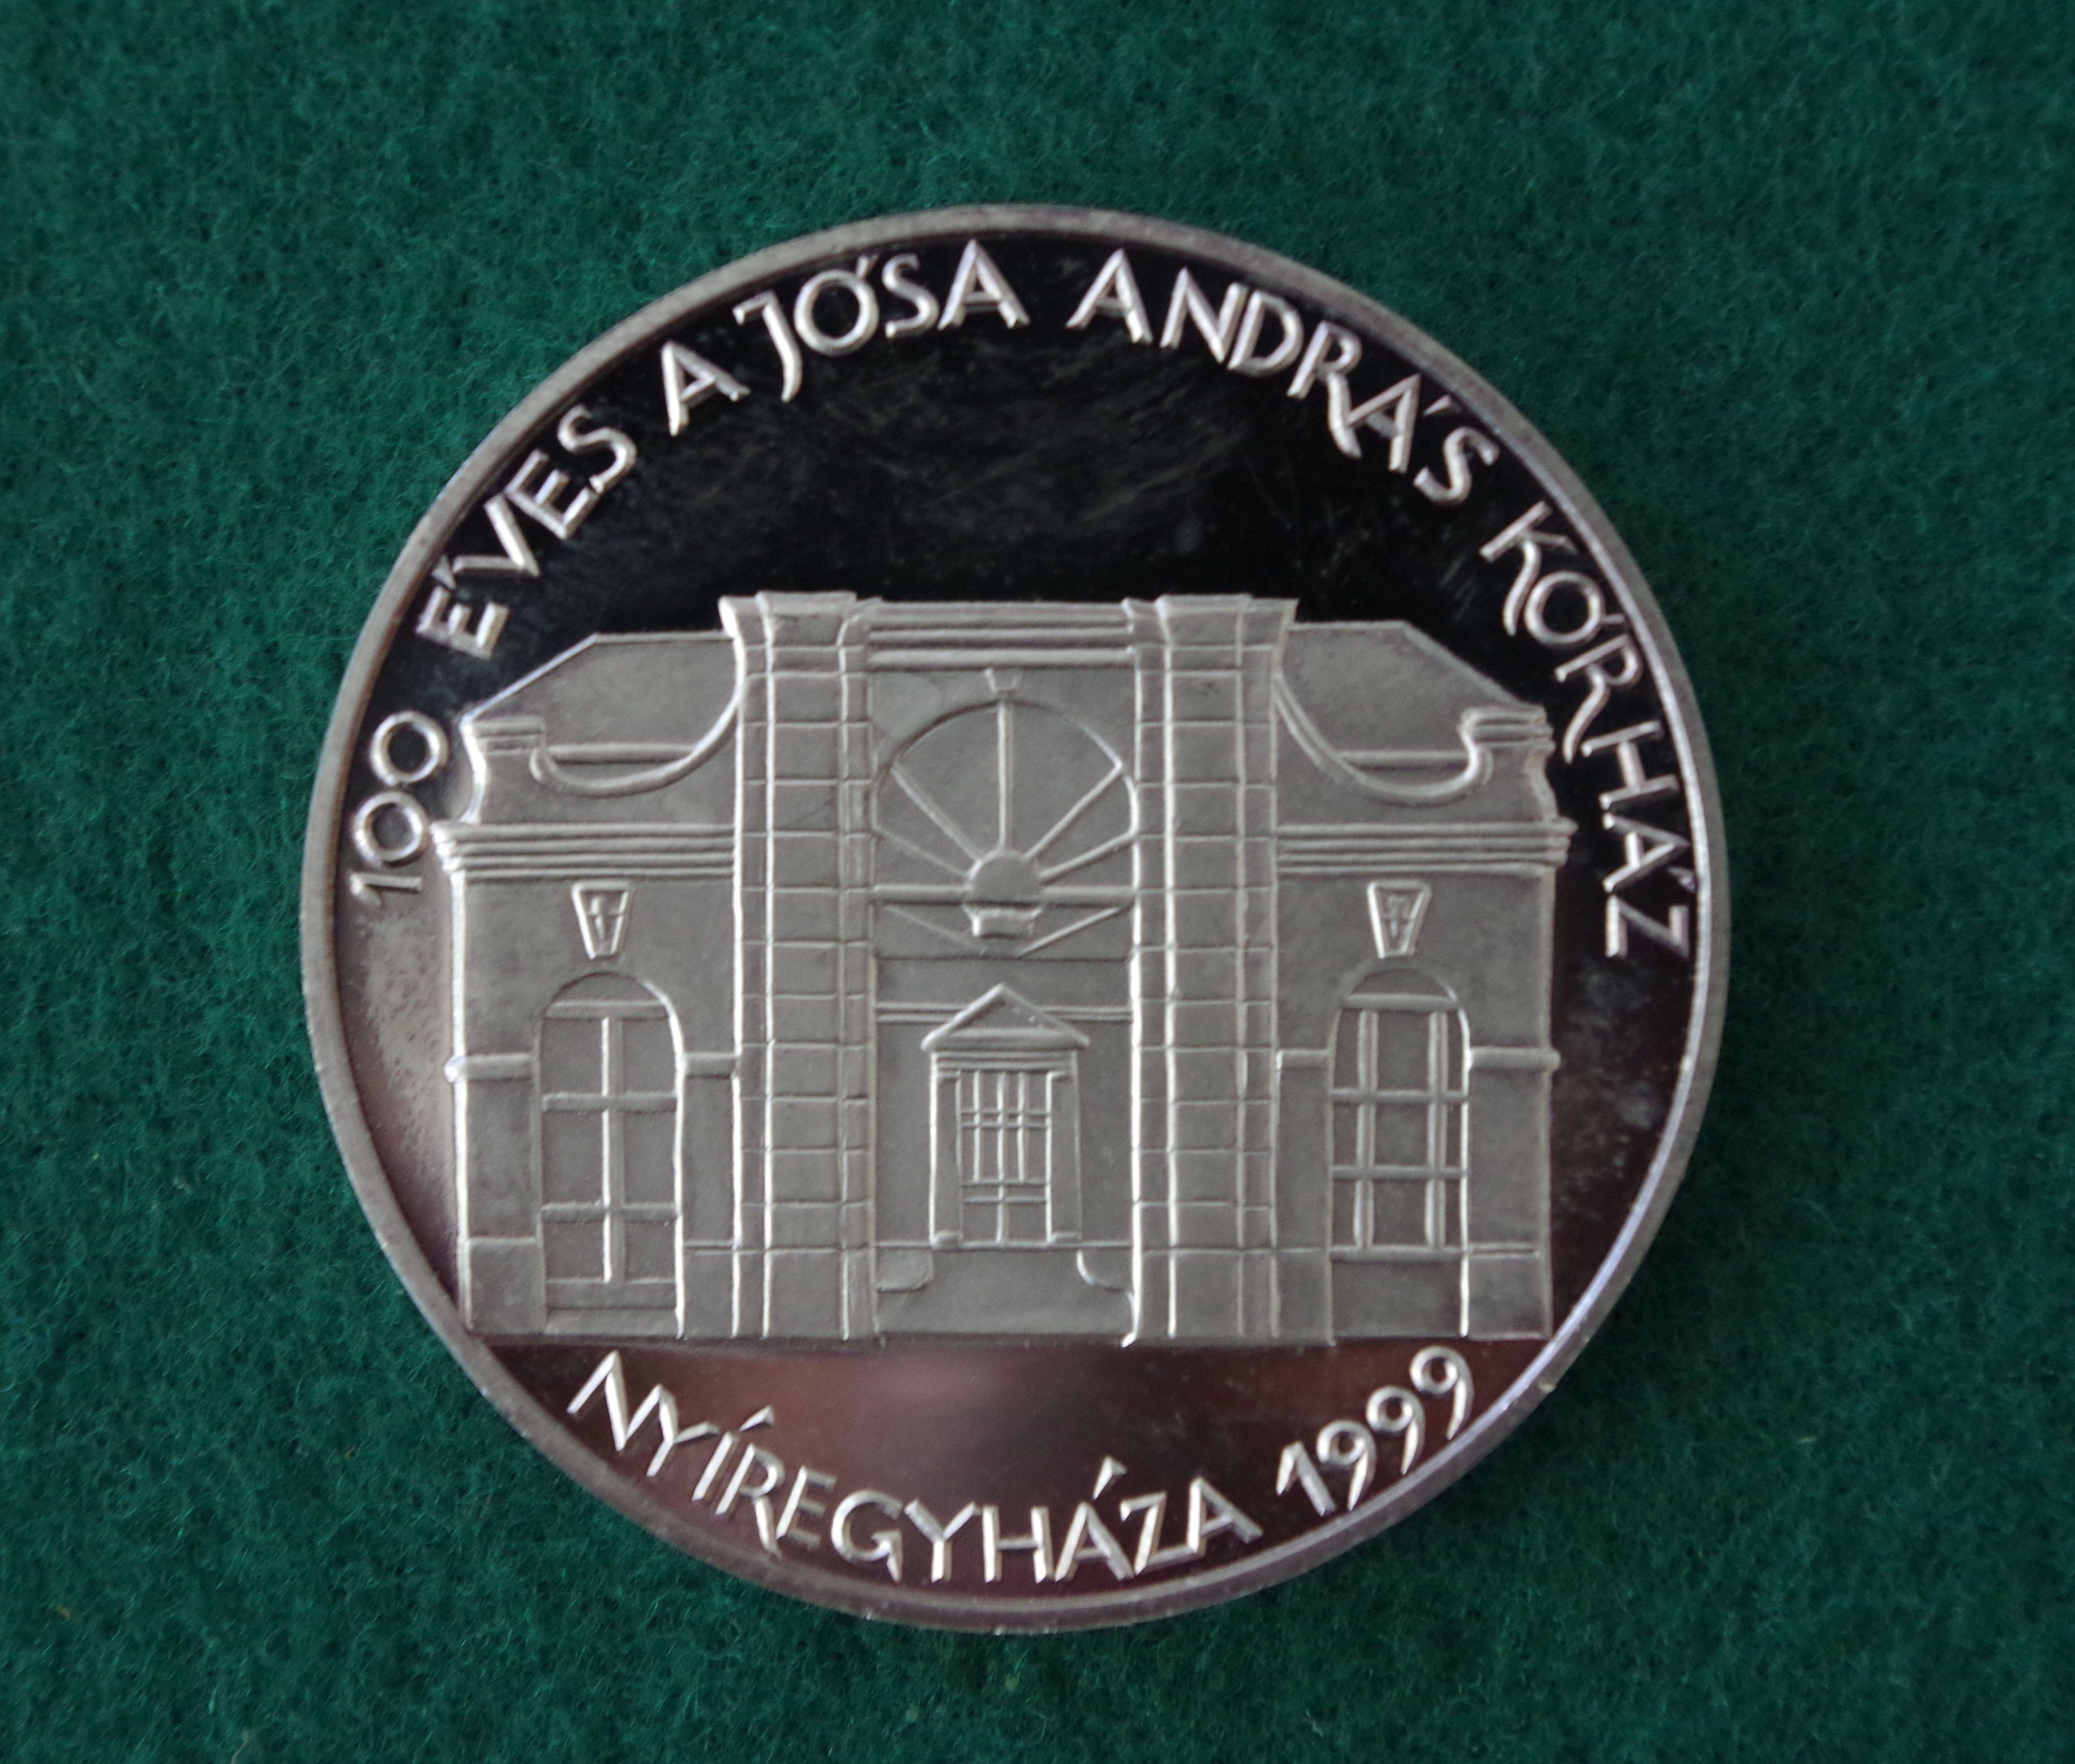 100 ÉVES A JÓSA ANDRÁS KÓRHÁZ
NYÍREGYHÁZA 1999